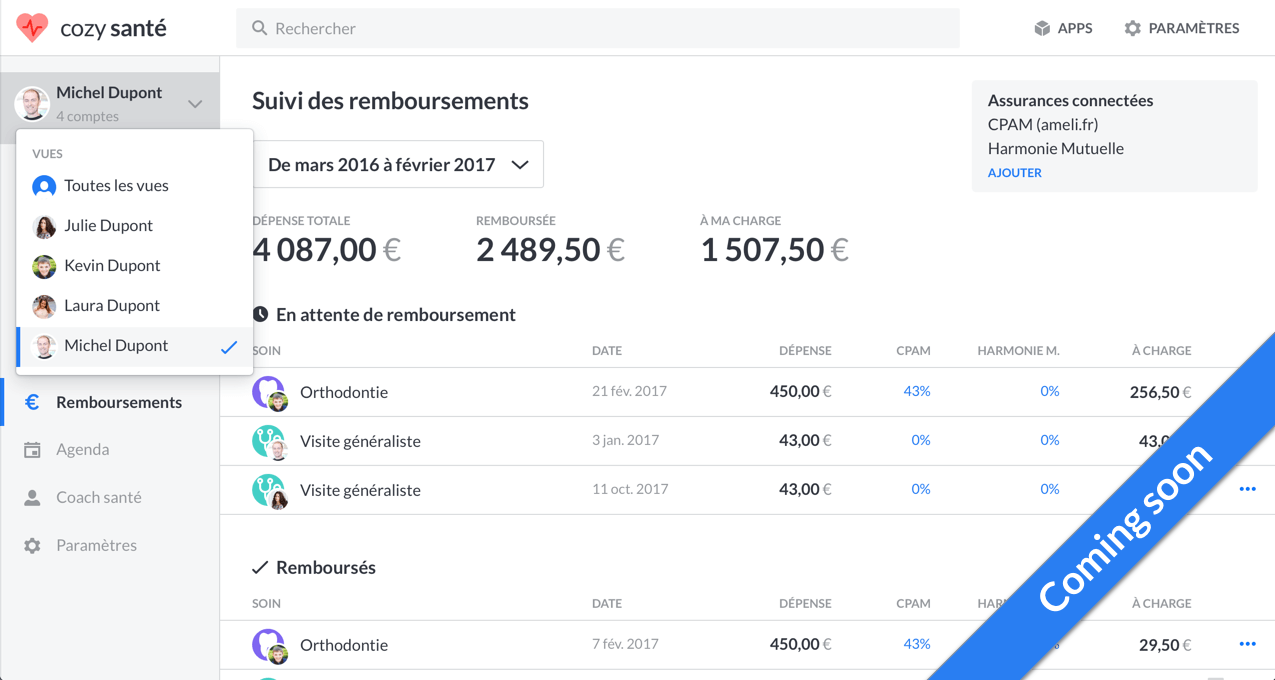 cozy santé
Rechercher
APPS
PARAMÈTRES
Michel Dupont
4 comptes
VUES
Toutes les vues
Julie Dupont
Kevin Dupont
Laura Dupont
Michel Dupont
€ Remboursements
Agenda
Coach santé
Paramètres
Suivi des remboursements
De mars 2016 à février 2017
Assurances connectées
CPAM (ameli.fr)
Harmonie Mutuelle
AJOUTER
DÉPENSE TOTALE REMBOURSÉE À MA CHARGE
4 087,00 € 2 489,50 € 1 507,50 €
En attente de remboursement
SOIN DATE DÉPENSE CPAM HARMONIE M. À CHARGE
Orthodontie 21 fév. 2017 450,00 € 43% 0% 256,50 €
Visite généraliste 3 jan. 2017 43,00 € 0% 0% 43,0
Visite généraliste 11 oct. 2017 43,00 € 0% 0%
Remboursés
SOIN DATE DÉPENSE CPAM HAR À CHARGE
Orthodontie 7 fév. 2017 450,00 € 43% 29,50 €
Coming soon